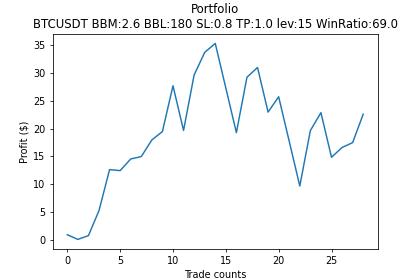 Portfolio
BTCUSDT BBM:2.6 BBL:180 SL:0.8 TP:1.0 lev:15 WinRatio:69.0
35
30
25
20
15
10
5
0
Profit ($)
0 5 10 15 20 25
Trade counts